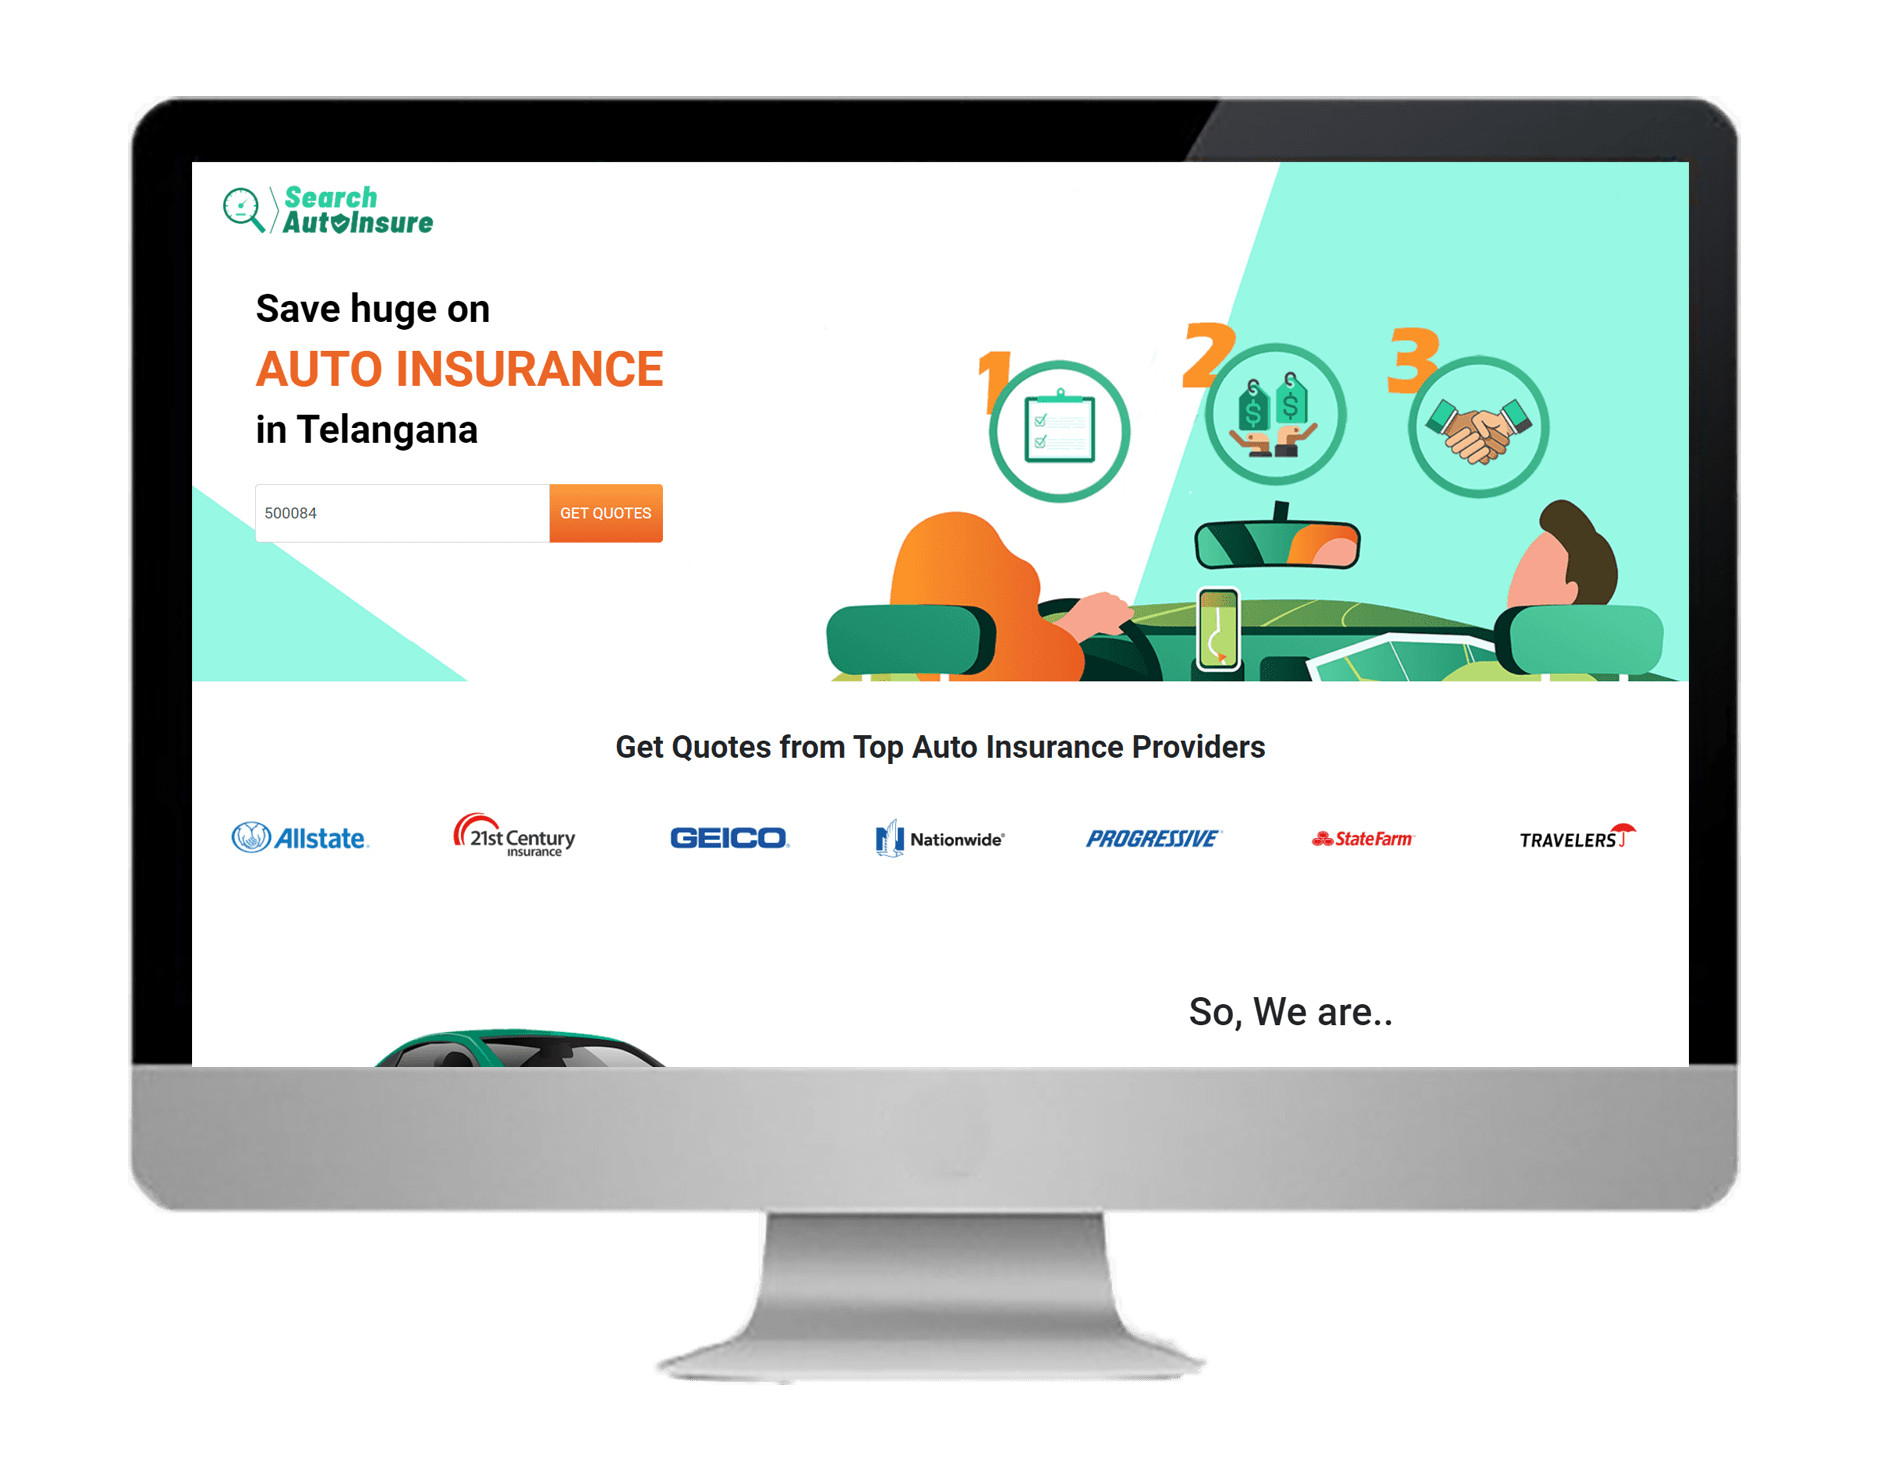 Search
AutoInsure
Save huge on
AUTO INSURANCE
in Telangana
500084
GET QUOTES
1
2
3
$ $
Get Quotes from Top Auto Insurance Providers
Allstate
21st Century
insurance
GEICO
Nationwide®
PROGRESSIVE
StateFarm
TRAVELERS
So, We are..